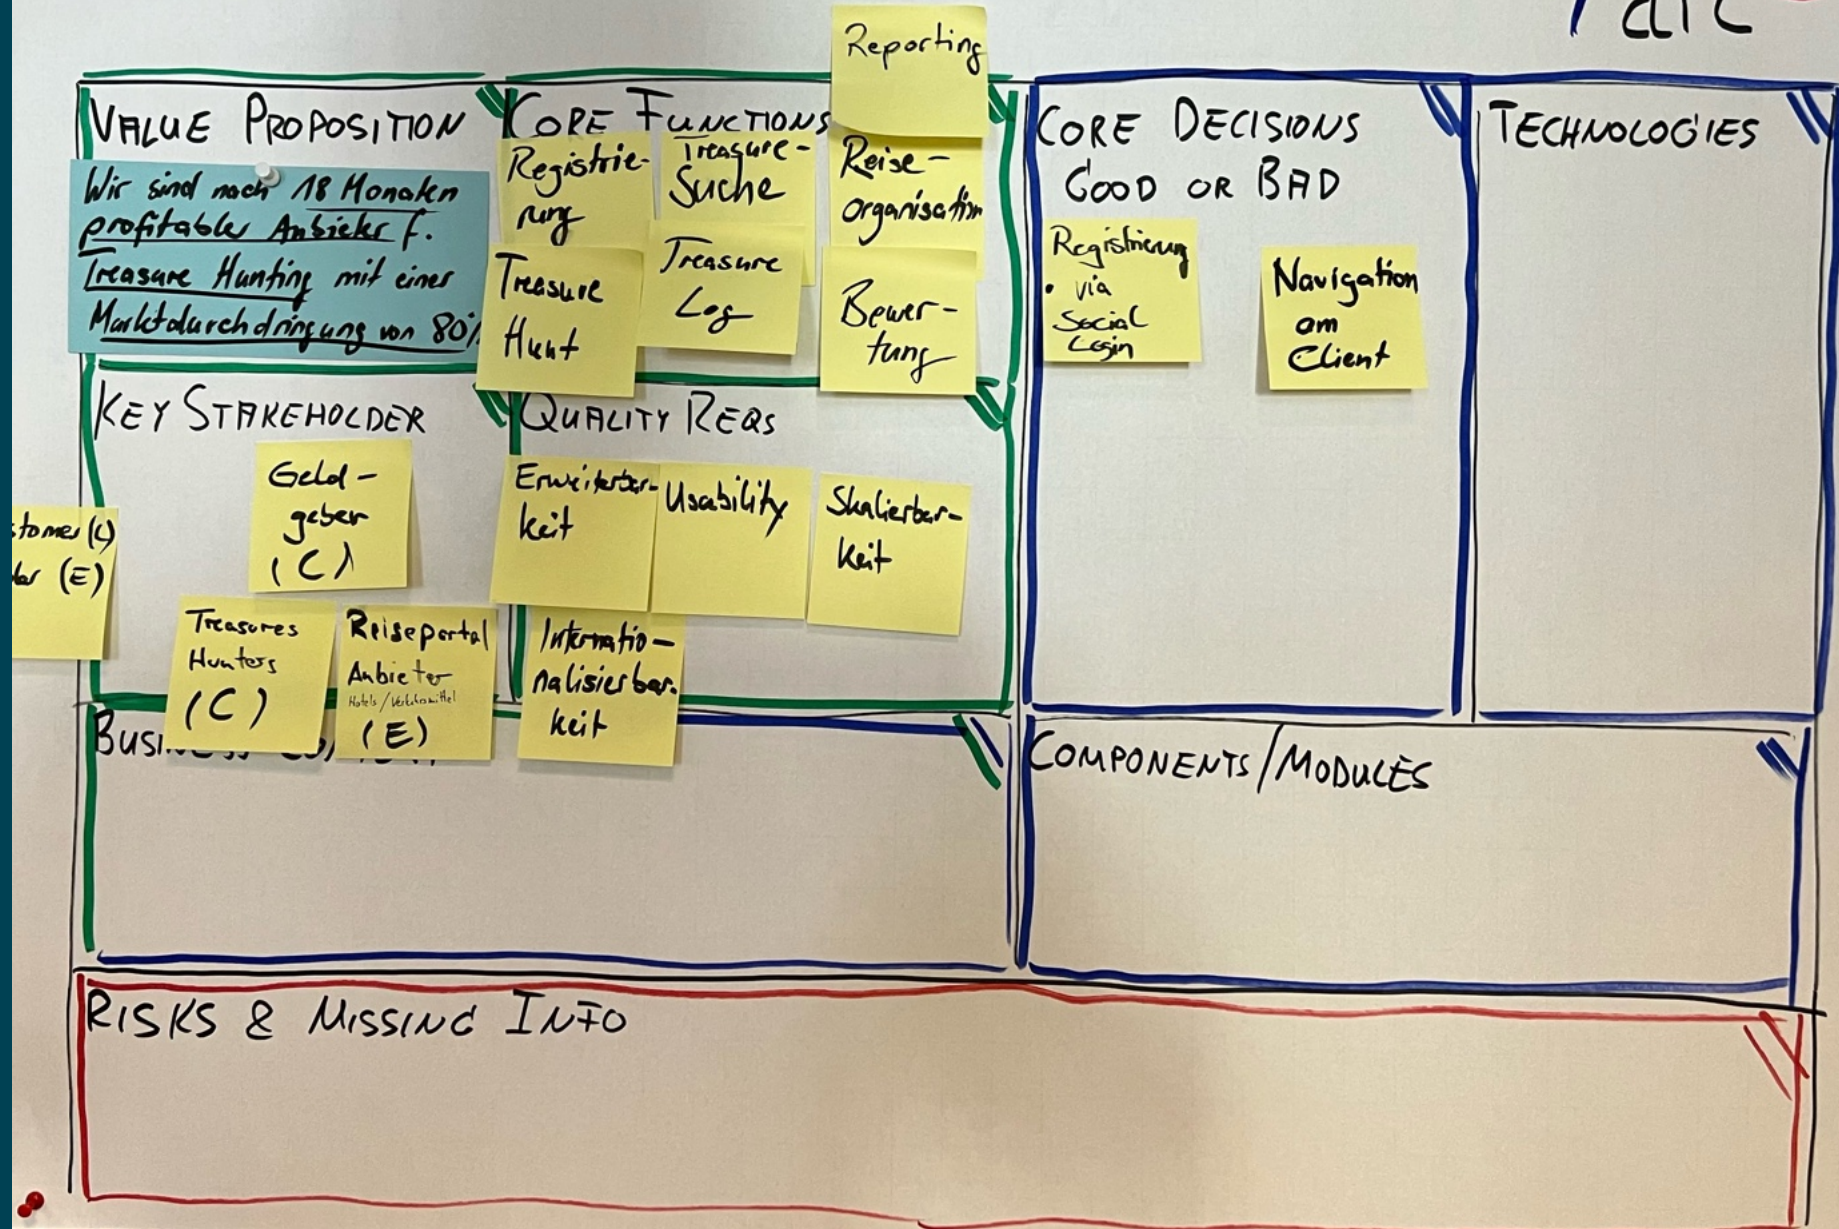 Reporting
VALUE PROPOSITION
Wir sind nach 18 Monaten
profitabler Anbieter f.
Treasure Hunting mit einer
Marktdurchdringung von 80%
CORE FUNCTIONS
Registrie-
rung
Treasure-
Suche
Reise-
organisation
Treasure
Hunt
Treasure
Log
Bewer-
tung
CORE DECISIONS
GOOD OR BAD
Registrierung
• via
Social
Login
Navigation
am
Client
TECHNOLOGIES
KEY STAKEHOLDER
Geld-
geber
(C)
(E)
Treasures
Hunters
(C)
Reiseportal
Anbieter
Hotels/Verkehrsmittel
(E)
QUALITY REQS
Erweiterbar-
keit
Usability
Skalierbar-
keit
Internatio-
nalisierbar-
keit
COMPONENTS/MODULES
RISKS & MISSING INFO